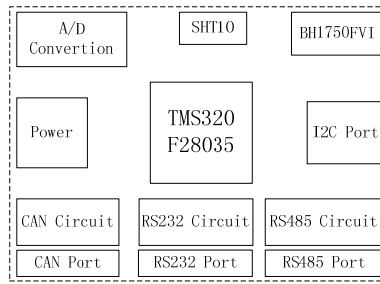 A/D
Convertion
SHT10
BH1750FVI
Power
TMS320
F28035
I2C Port
CAN Circuit
RS232 Circuit
RS485 Circuit
CAN Port
RS232 Port
RS485 Port